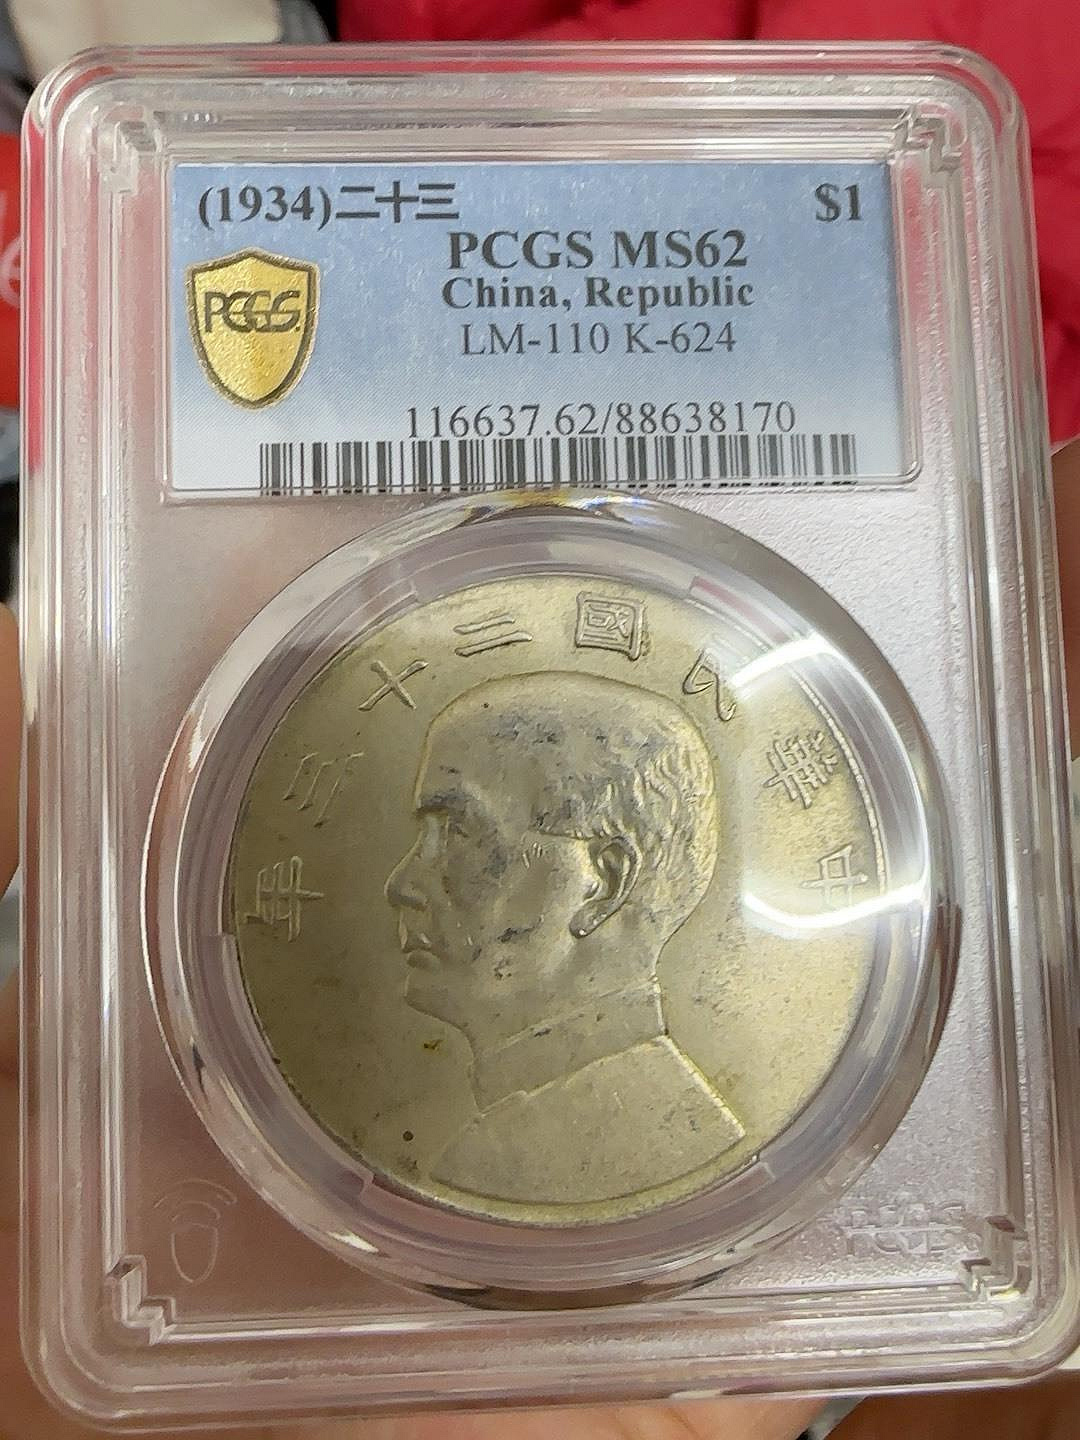 (1934)二十三 $1
PCGS MS62
China, Republic
LM-110 K-624
PCGS
116637.62/88638170
年三十二國民華中